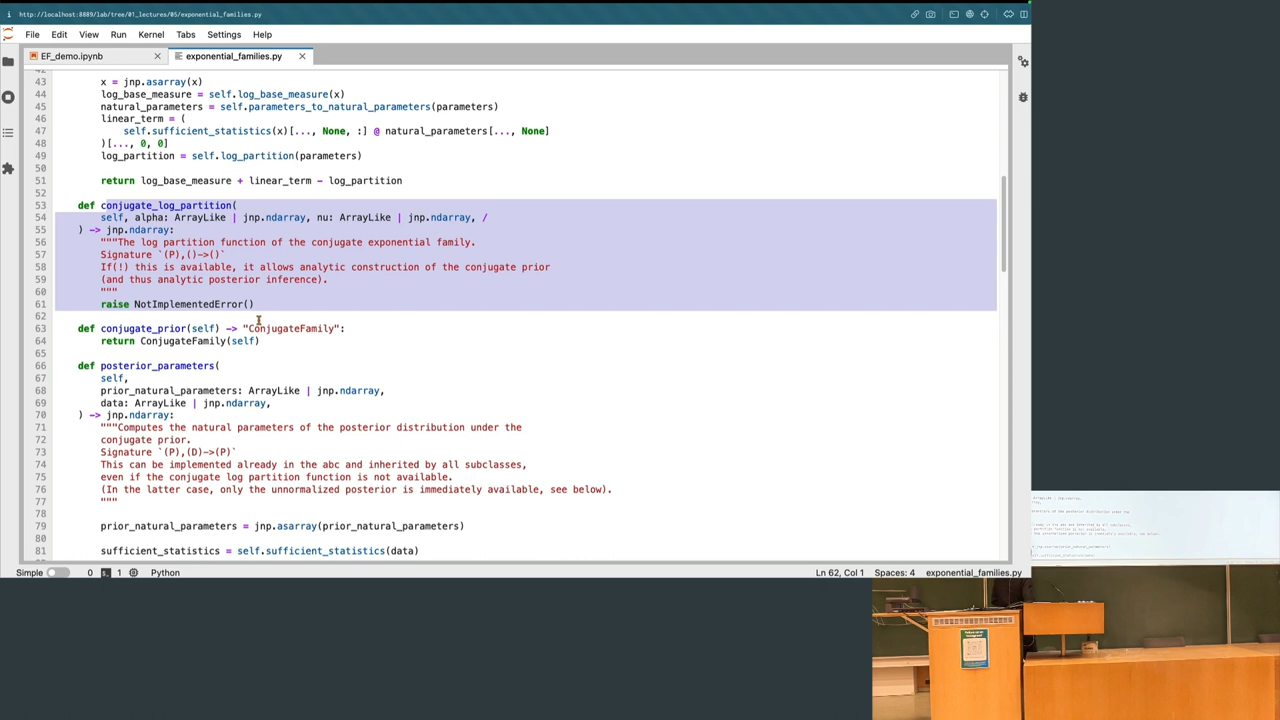 http://localhost:8889/lab/tree/01_lectures/05/exponential_families.py
File Edit View Run Kernel Tabs Settings Help
EF_demo.ipynb
exponential_families.py
43 x = jnp.asarray(x)
44 log_base_measure = self.log_base_measure(x)
45 natural_parameters = self.parameters_to_natural_parameters(parameters)
46 linear_term = (
47 self.sufficient_statistics(x)[..., None, :] @ natural_parameters[..., None]
48 )[..., 0, 0]
49 log_partition = self.log_partition(parameters)
50
51 return log_base_measure + linear_term - log_partition
52
53 def conjugate_log_partition(
54 self, alpha: ArrayLike | jnp.ndarray, nu: ArrayLike | jnp.ndarray, /
55 ) -> jnp.ndarray:
56 """The log partition function of the conjugate exponential family.
57 Signature `(P),()->()`
58 If(!) this is available, it allows analytic construction of the conjugate prior
59 (and thus analytic posterior inference).
60 """
61 raise NotImplementedError()
62
63 def conjugate_prior(self) -> "ConjugateFamily":
64 return ConjugateFamily(self)
65
66 def posterior_parameters(
67 self,
68 prior_natural_parameters: ArrayLike | jnp.ndarray,
69 data: ArrayLike | jnp.ndarray,
70 ) -> jnp.ndarray:
71 """Computes the natural parameters of the posterior distribution under the
72 conjugate prior.
73 Signature `(P),(D)->(P)`
74 This can be implemented already in the abc and inherited by all subclasses,
75 even if the conjugate log partition function is not available.
76 (In the latter case, only the unnormalized posterior is immediately available, see below).
77 """
78
79 prior_natural_parameters = jnp.asarray(prior_natural_parameters)
80
81 sufficient_statistics = self.sufficient_statistics(data)
Simple 0 1 Python Ln 62, Col 1 Spaces: 4 exponential_families.py